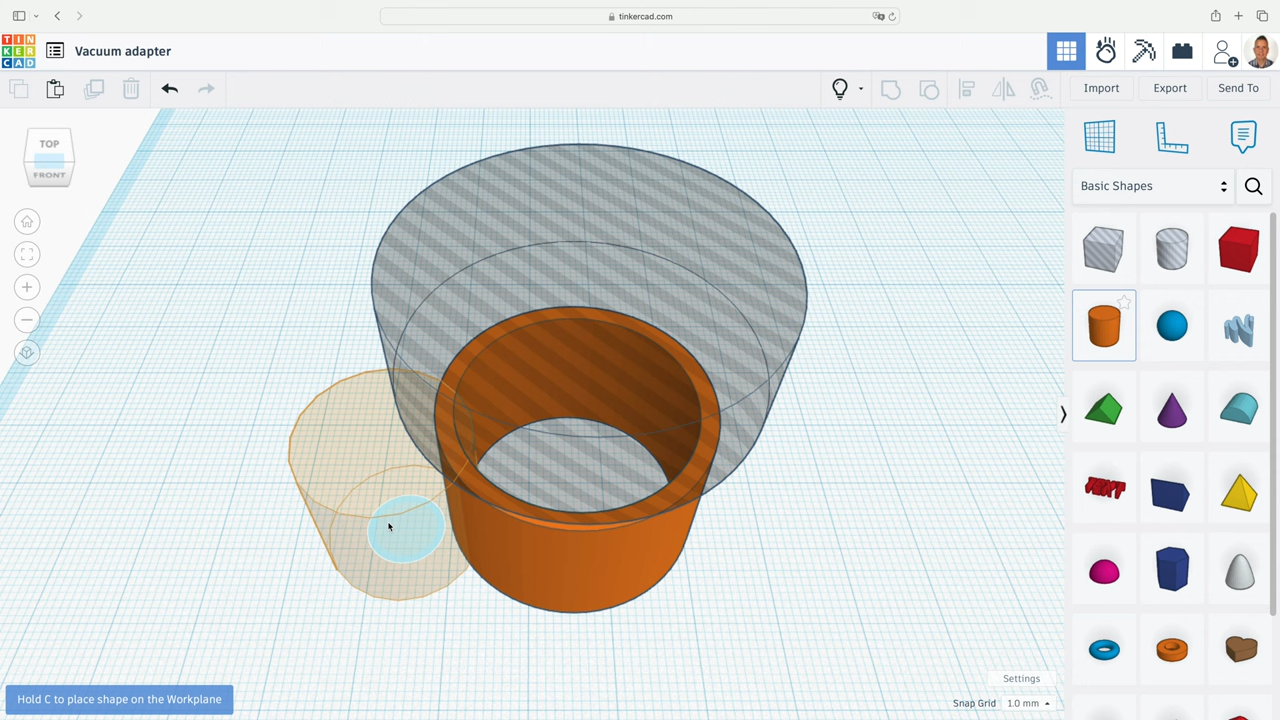 tinkercad.com
TIN
KER
CAD
Vacuum adapter
Import
Export
Send To
TOP
FRONT
Basic Shapes
TEXT
Settings
Hold C to place shape on the Workplane
Snap Grid 1.0 mm